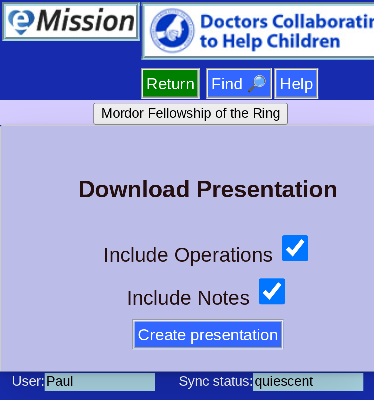 eMission
Doctors Collaborating
to Help Children
Return Find 🔎 Help
Mordor Fellowship of the Ring
Download Presentation
Include Operations
Include Notes
Create presentation
User: Paul Sync status: quiescent